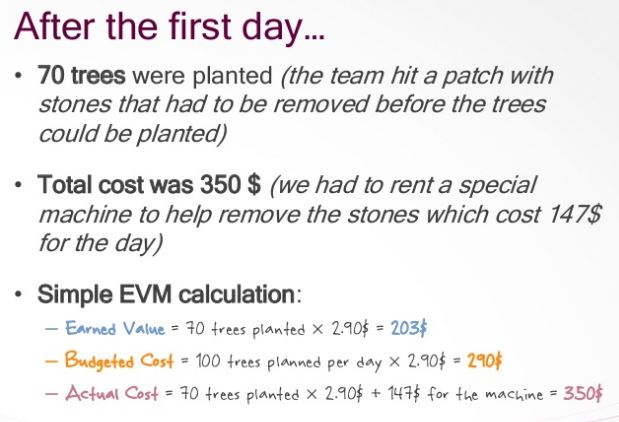 After the first day...
• 70 trees were planted (the team hit a patch with
stones that had to be removed before the trees
could be planted)
• Total cost was 350 $ (we had to rent a special
machine to help remove the stones which cost 147$
for the day)
• Simple EVM calculation:
– Earned Value = 70 trees planted × 2.90$ = 203$
– Budgeted Cost = 100 trees planned per day × 2.90$ = 290$
– Actual Cost = 70 trees planted × 2.90$ + 147$ for the machine = 350$